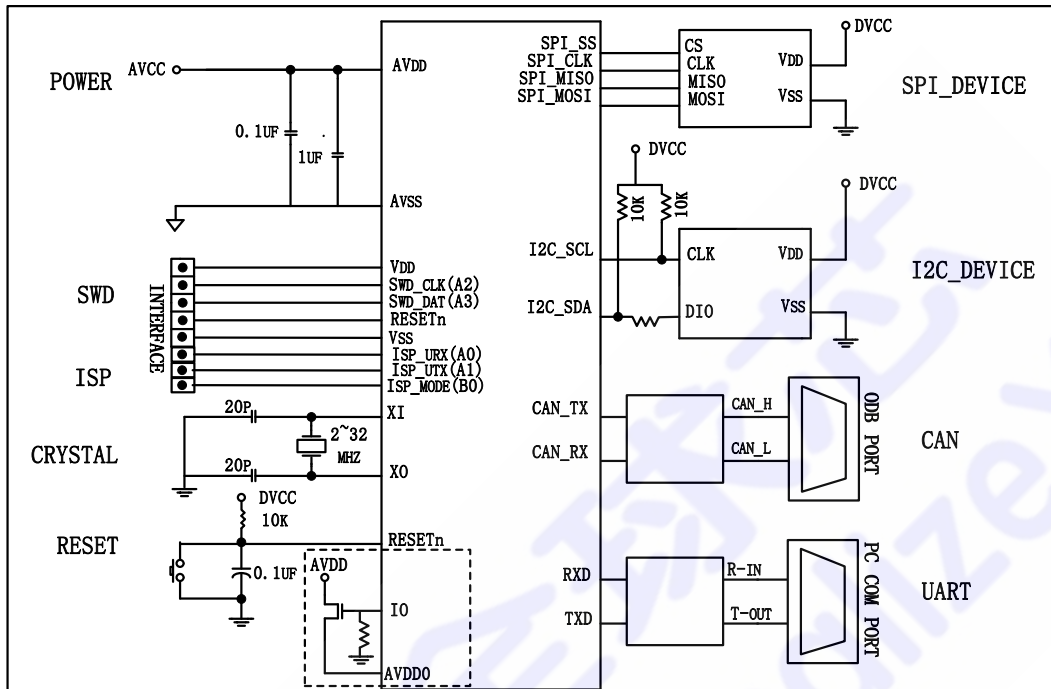 POWER
AVCC
0.1UF
1UF
AVDD
AVSS
SWD
ISP
INTERFACE
VDD
SWD_CLK(A2)
SWD_DAT(A3)
RESETn
VSS
ISP_URX(A0)
ISP_UTX(A1)
ISP_MODE(B0)
CRYSTAL
20P
20P
2~32
MHZ
XI
XO
RESET
DVCC
10K
0.1UF
RESETn
AVDD
IO
AVDDO
SPI_SS
SPI_CLK
SPI_MISO
SPI_MOSI
CS
CLK
MISO
MOSI
VDD
VSS
DVCC
SPI_DEVICE
DVCC
10K
10K
I2C_SCL
I2C_SDA
CLK
DIO
VDD
VSS
DVCC
I2C_DEVICE
CAN_TX
CAN_RX
CAN_H
CAN_L
ODB PORT
CAN
RXD
TXD
R-IN
T-OUT
PC COM PORT
UART